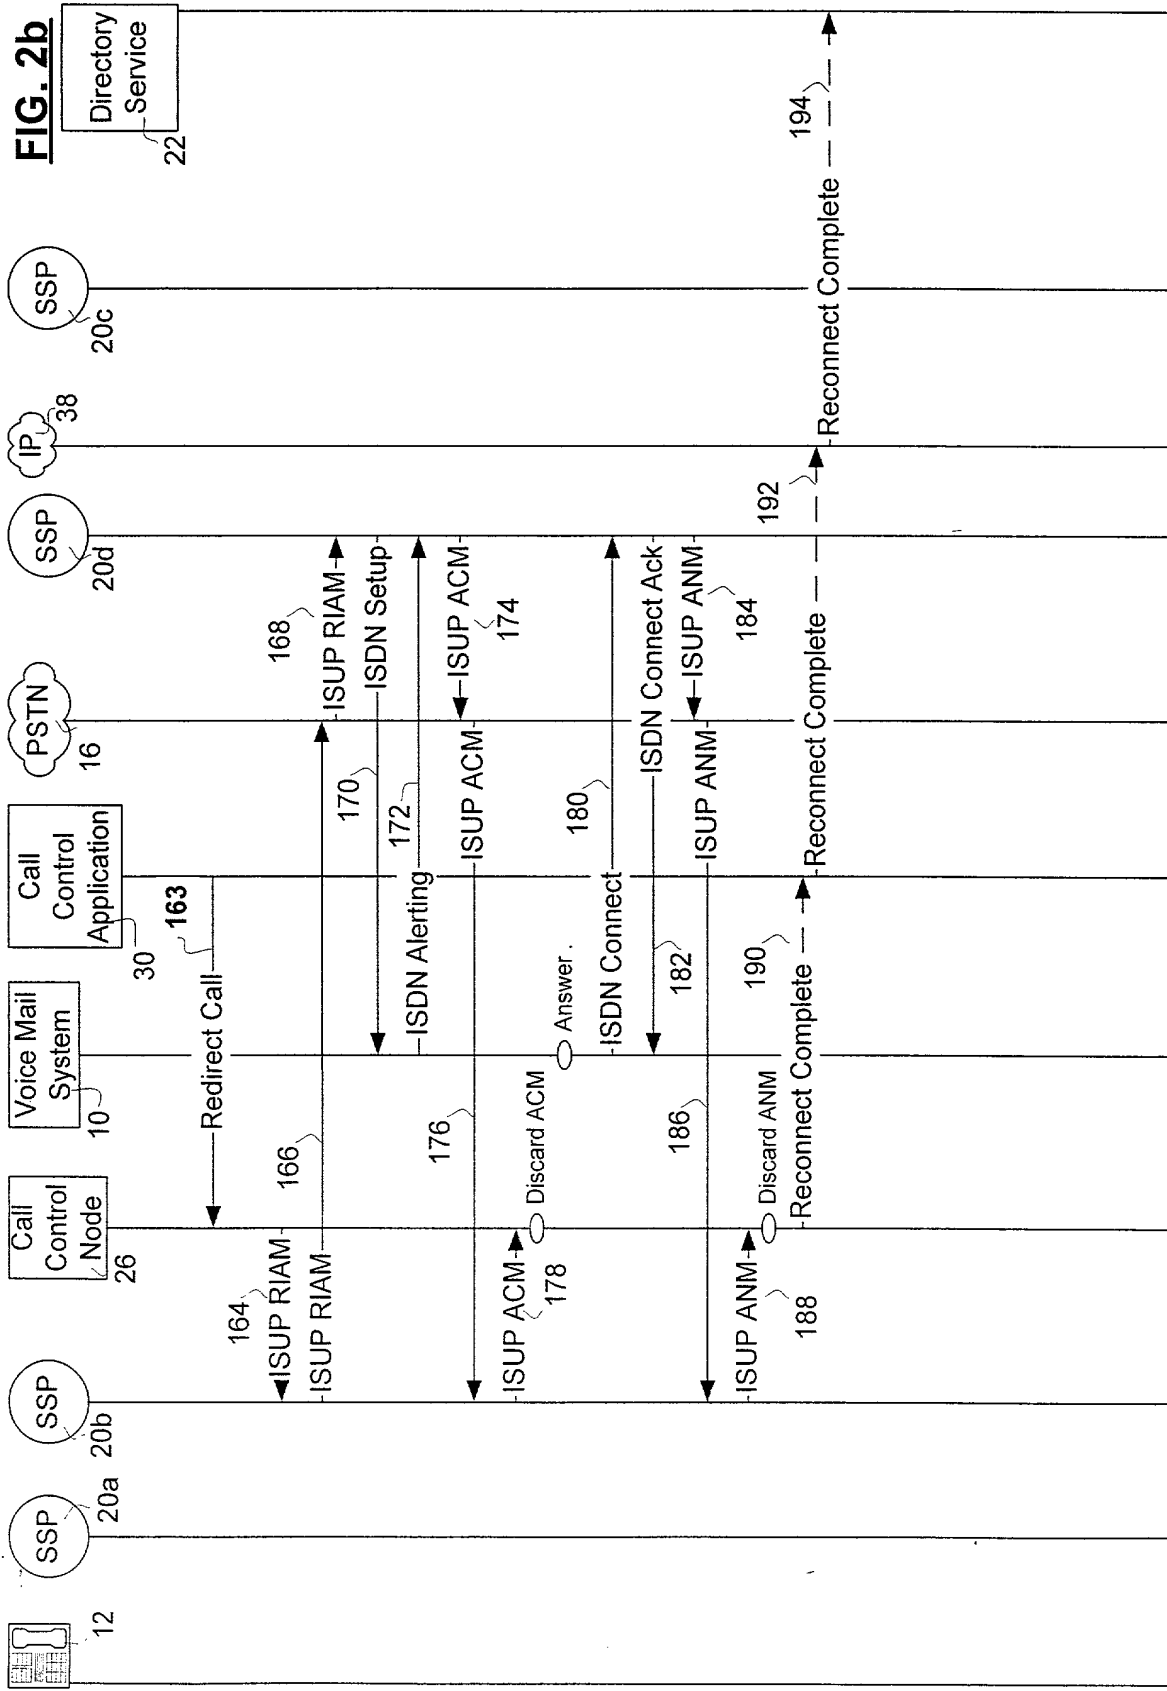 FIG. 2b
12
SSP
20a
SSP
20b
Call
Control
Node
26
Voice Mail
System
10
Call
Control
Application
30
PSTN
16
SSP
20d
IP
38
SSP
20c
Directory
Service
22
Redirect Call
163
164
ISUP RIAM
ISUP RIAM
166
ISUP RIAM
168
170
ISDN Setup
ISDN Alerting
172
ISUP ACM
174
176
ISUP ACM
ISUP ACM
178
Discard ACM
Answer .
ISDN Connect
180
182
ISDN Connect Ack
ISUP ANM
184
186
ISUP ANM
ISUP ANM
188
Discard ANM
Reconnect Complete
190
Reconnect Complete
192
Reconnect Complete
194